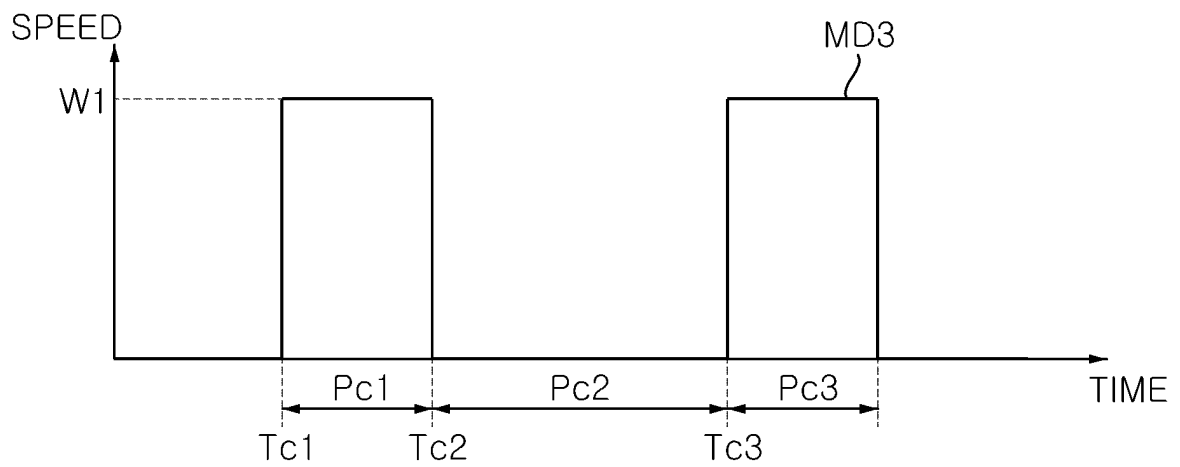 SPEED
MD3
W1
Pc1
Pc2
Pc3
TIME
Tc1
Tc2
Tc3